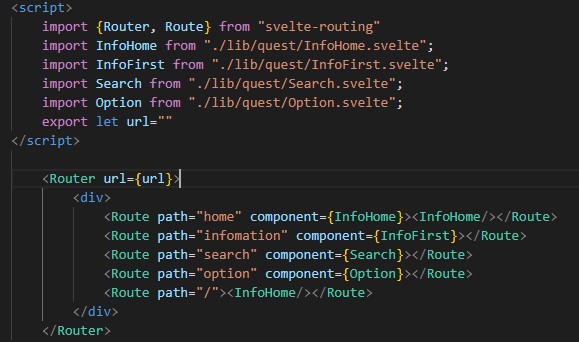 <script>
import {Router, Route} from "svelte-routing"
import InfoHome from "./lib/quest/InfoHome.svelte";
import InfoFirst from "./lib/quest/InfoFirst.svelte";
import Search from "./lib/quest/Search.svelte";
import Option from "./lib/quest/Option.svelte";
export let url=""
</script>
<Router url={url}>
<div>
<Route path="home" component={InfoHome}><InfoHome/></Route>
<Route path="infomation" component={InfoFirst}></Route>
<Route path="search" component={Search}></Route>
<Route path="option" component={Option}></Route>
<Route path="/"><InfoHome/></Route>
</div>
</Router>